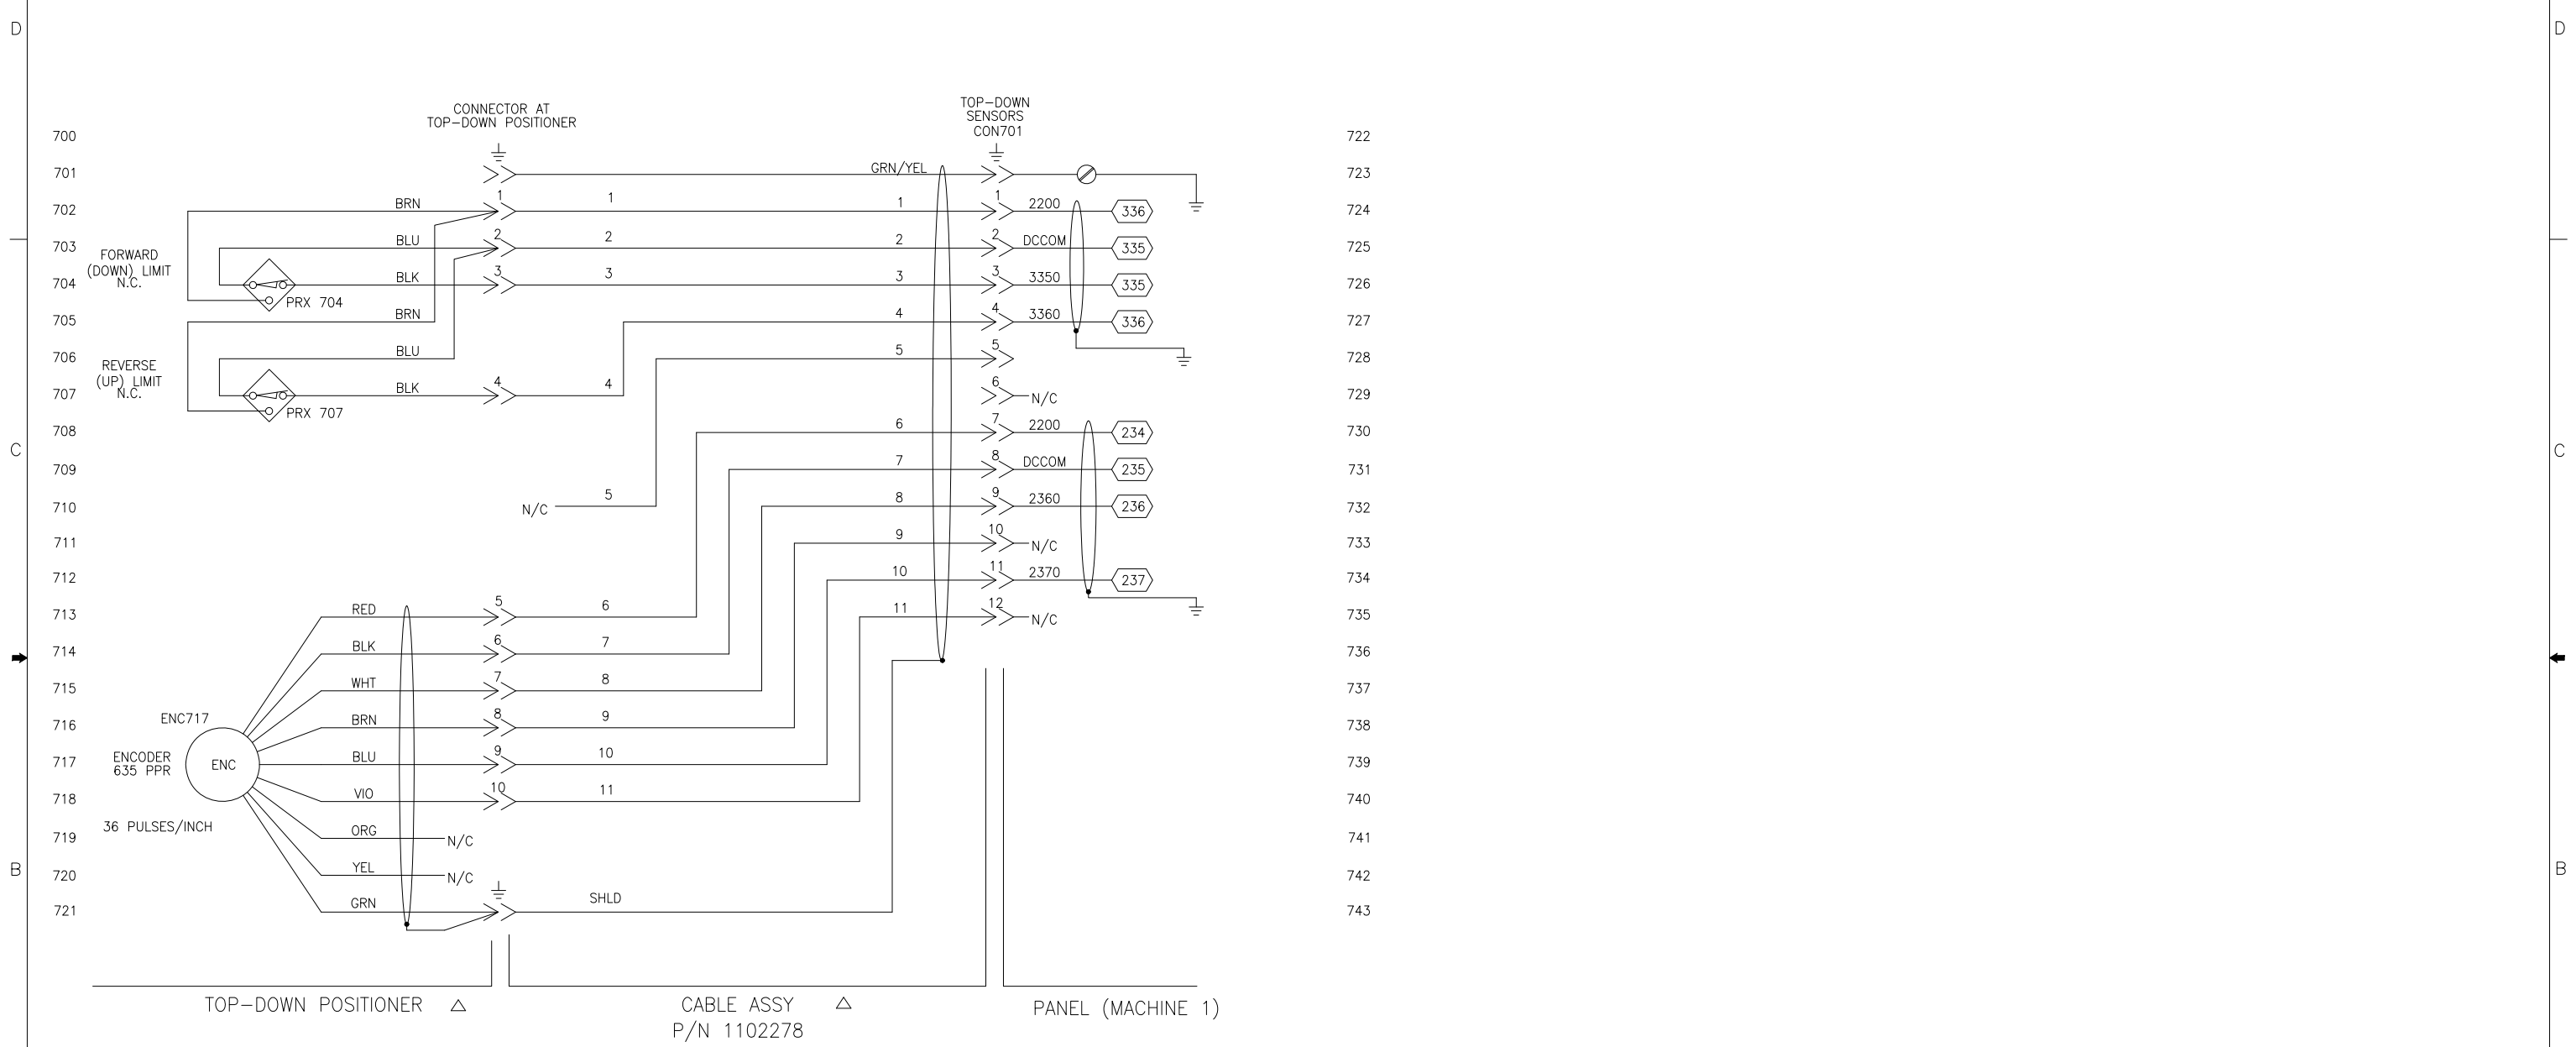 D
D
CONNECTOR AT
TOP-DOWN POSITIONER
TOP-DOWN
SENSORS
CON701
700
722
701
GRN/YEL
723
702
BRN
1
1
1
1
2200
336
724
703
BLU
2
2
2
2
DCCOM
335
725
FORWARD
(DOWN) LIMIT
N.C.
704
BLK
3
3
3
3
3350
335
726
PRX 704
705
BRN
4
4
3360
336
727
706
BLU
5
5
728
REVERSE
(UP) LIMIT
N.C.
707
BLK
4
4
6
N/C
729
PRX 707
708
6
7
2200
234
730
C
C
709
7
8
DCCOM
235
731
710
N/C
5
8
9
2360
236
732
711
9
10
N/C
733
712
10
11
2370
237
734
713
RED
5
6
11
12
N/C
735
714
BLK
6
7
736
715
WHT
7
8
737
716
ENC717
BRN
8
9
738
717
ENCODER
635 PPR
ENC
BLU
9
10
739
718
VIO
10
11
740
36 PULSES/INCH
719
ORG
N/C
741
B
B
720
YEL
N/C
742
721
GRN
SHLD
743
TOP-DOWN POSITIONER
CABLE ASSY
P/N 1102278
PANEL (MACHINE 1)